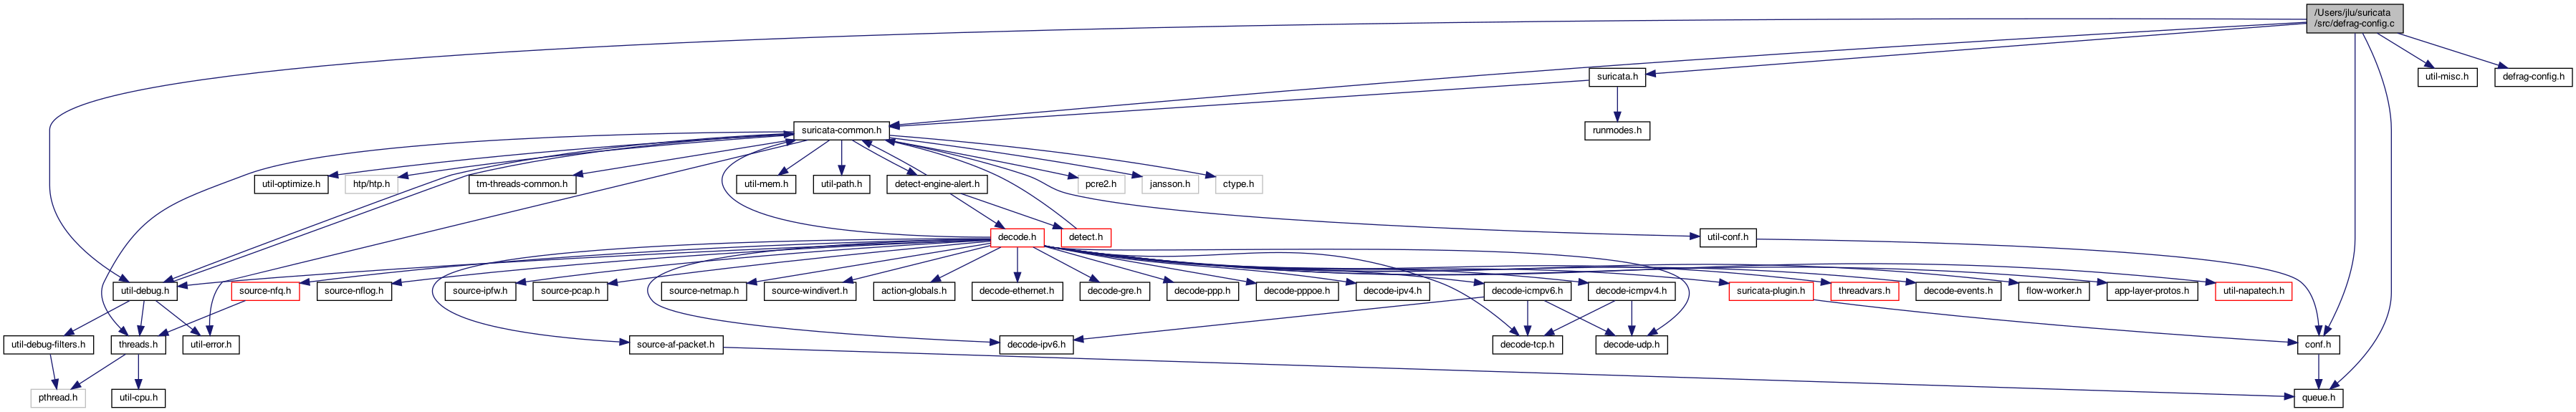 /Users/jlu/suricata
/src/defrag-config.c
suricata.h
util-misc.h
defrag-config.h
suricata-common.h
runmodes.h
util-optimize.h
htp/htp.h
tm-threads-common.h
util-mem.h
util-path.h
detect-engine-alert.h
pcre2.h
jansson.h
ctype.h
decode.h
detect.h
util-conf.h
util-debug.h
source-nfq.h
source-nflog.h
source-ipfw.h
source-pcap.h
source-netmap.h
source-windivert.h
action-globals.h
decode-ethernet.h
decode-gre.h
decode-ppp.h
decode-pppoe.h
decode-ipv4.h
decode-icmpv6.h
decode-icmpv4.h
suricata-plugin.h
threadvars.h
decode-events.h
flow-worker.h
app-layer-protos.h
util-napatech.h
util-debug-filters.h
threads.h
util-error.h
source-af-packet.h
decode-ipv6.h
decode-tcp.h
decode-udp.h
conf.h
pthread.h
util-cpu.h
queue.h